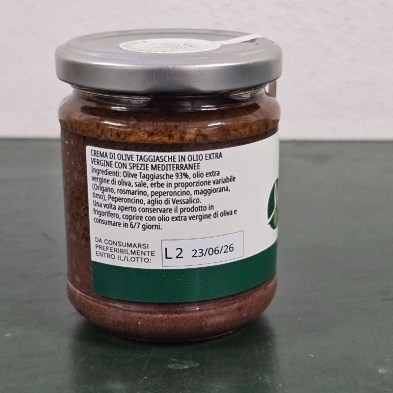 CREMA DI OLIVE TAGGIASCHE IN OLIO EXTRA
VERGINE CON SPEZIE MEDITERRANEE
Ingredienti: Olive Taggiasche 93%, olio extra
vergine di oliva, sale, erbe in proporzione variabile
(Origano, rosmarino, peperoncino, maggiorana,
timo), Peperoncino, aglio di Vessalico.
Una volta aperto conservare il prodotto in
frigorifero, coprire con olio extra vergine di oliva e
consumare in 6/7 giorni.
DA CONSUMARSI
PREFERIBILMENTE
ENTRO IL/LOTTO:
L 2 23/06/26